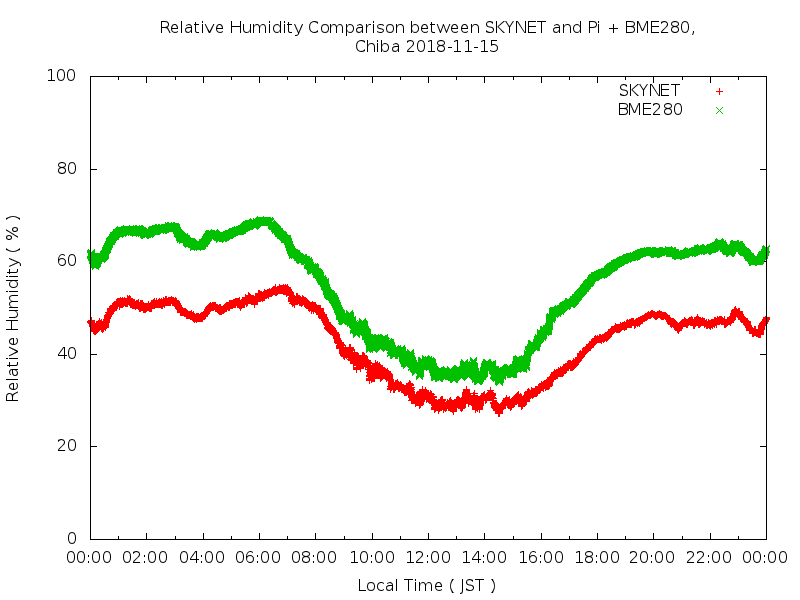 Relative Humidity Comparison between SKYNET and Pi + BME280,
Chiba 2018-11-15
SKYNET +
BME280 ×
100
80
60
40
20
0
Relative Humidity ( % )
00:00 02:00 04:00 06:00 08:00 10:00 12:00 14:00 16:00 18:00 20:00 22:00 00:00
Local Time ( JST )